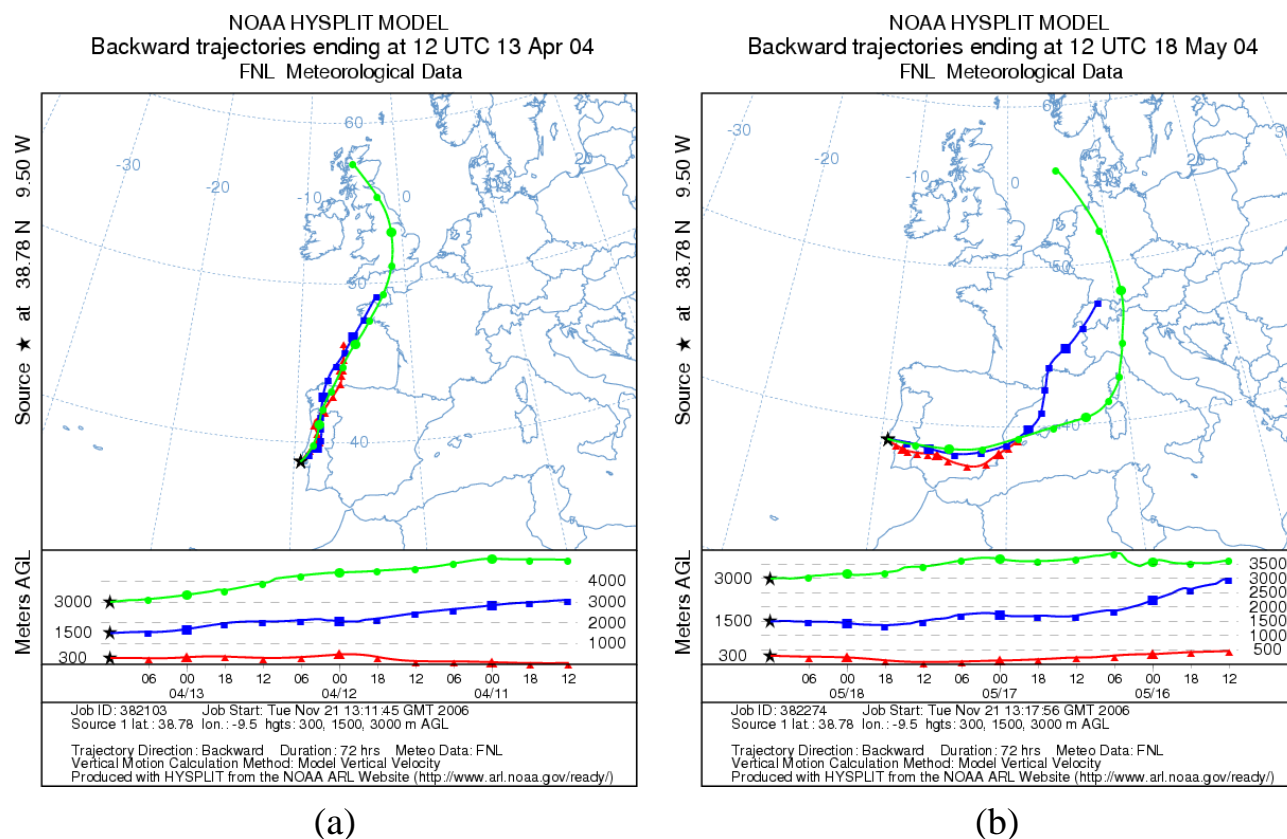 NOAA HYSPLIT MODEL
Backward trajectories ending at 12 UTC 13 Apr 04
FNL Meteorological Data
Source ★ at 38.78 N 9.50 W
60
-30
-20
-10
0
50
40
Meters AGL
4000
3000
3000
2000
1500
1000
300
06 00 18 12 06 00 18 12 06 00 18 12
04/13 04/12 04/11
Job ID: 382103 Job Start: Tue Nov 21 13:11:45 GMT 2006
Source 1 lat.: 38.78 lon.: -9.5 hgts: 300, 1500, 3000 m AGL
Trajectory Direction: Backward Duration: 72 hrs Meteo Data: FNL
Vertical Motion Calculation Method: Model Vertical Velocity
Produced with HYSPLIT from the NOAA ARL Website (http://www.arl.noaa.gov/ready/)
(a)
NOAA HYSPLIT MODEL
Backward trajectories ending at 12 UTC 18 May 04
FNL Meteorological Data
Source ★ at 38.78 N 9.50 W
-30
-20
-10
0
20
50
40
Meters AGL
3500
3000
3000
2500
2000
1500
1500
1000
500
300
06 00 18 12 06 00 18 12 06 00 18 12
05/18 05/17 05/16
Job ID: 382274 Job Start: Tue Nov 21 13:17:56 GMT 2006
Source 1 lat.: 38.78 lon.: -9.5 hgts: 300, 1500, 3000 m AGL
Trajectory Direction: Backward Duration: 72 hrs Meteo Data: FNL
Vertical Motion Calculation Method: Model Vertical Velocity
Produced with HYSPLIT from the NOAA ARL Website (http://www.arl.noaa.gov/ready/)
(b)